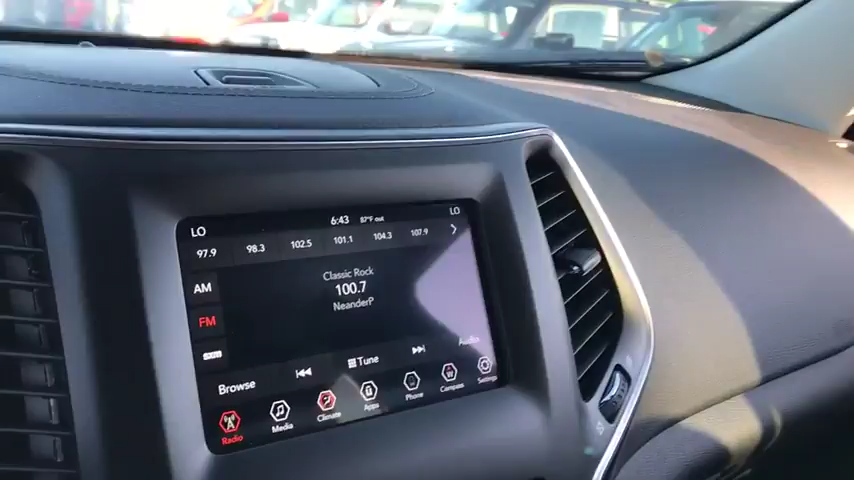 LO 6:43 87°F out LO
97.9 98.3 102.5 101.1 104.3 107.9
Classic Rock
AM 100.7
NeanderP
FM
SXM
Browse Tune Audio
Radio Media Climate Apps Phone Compass Settings